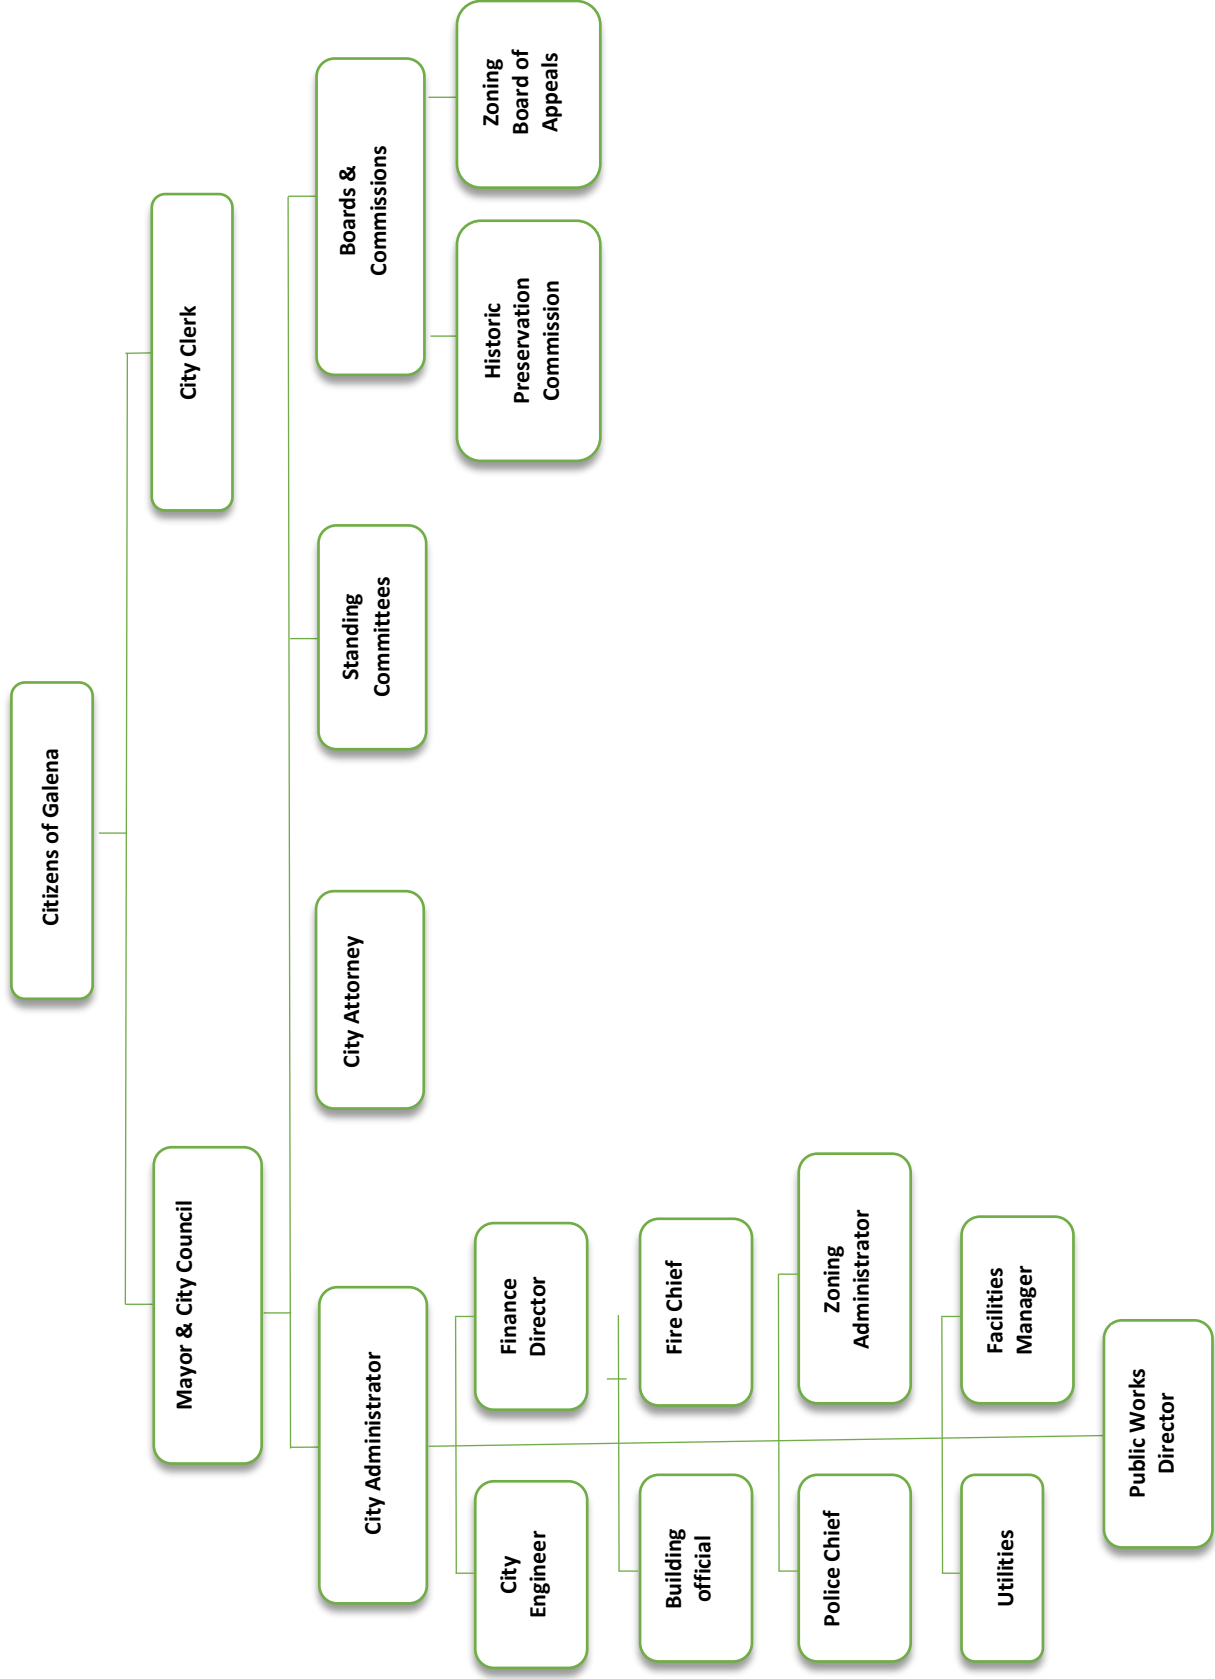 Citizens of Galena
Mayor & City Council
City Clerk
City Administrator
City Attorney
Standing
Committees
Boards &
Commissions
Historic
Preservation
Commission
Zoning
Board of
Appeals
City
Engineer
Finance
Director
Building
official
Fire Chief
Police Chief
Zoning
Administrator
Utilities
Facilities
Manager
Public Works
Director